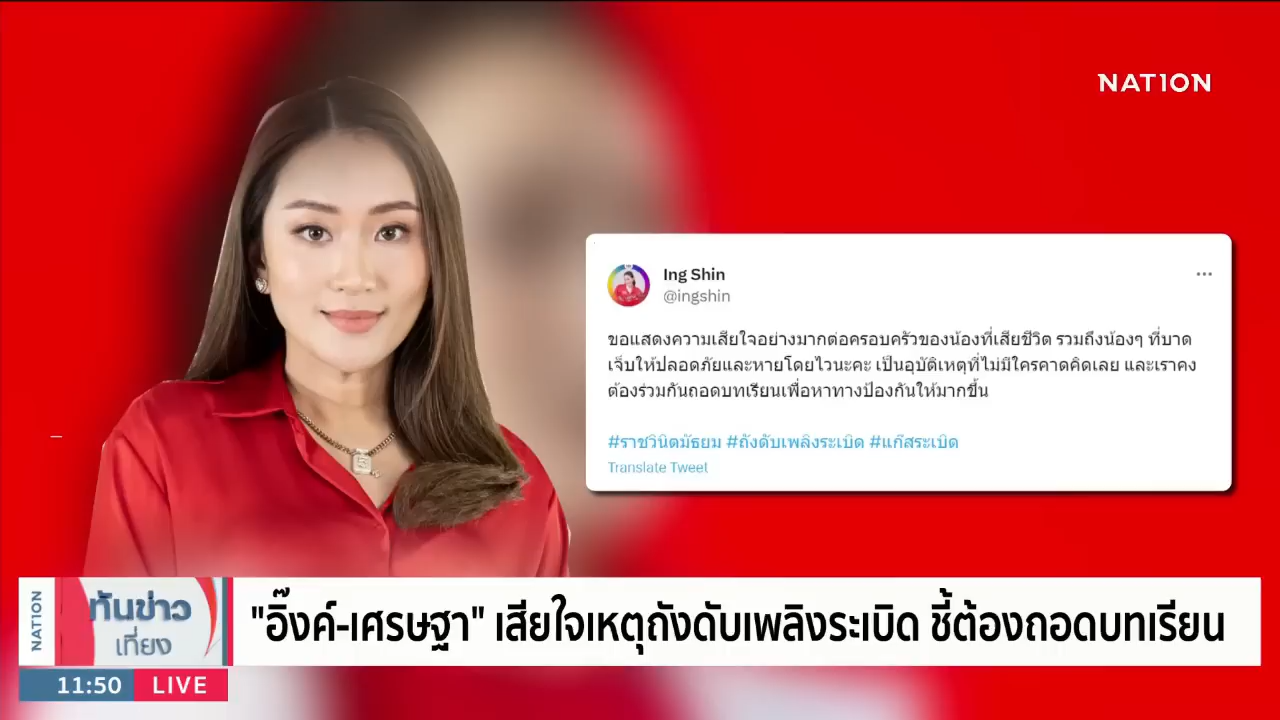 NATION
Ing Shin
@ingshin
ขอแสดงความเสียใจอย่างมากต่อครอบครัวของน้องที่เสียชีวิต รวมถึงน้องๆ ที่บาด
เจ็บให้ปลอดภัยและหายโดยไวนะคะ เป็นอุบัติเหตุที่ไม่มีใครคาดคิดเลย และเราคง
ต้องร่วมกันถอดบทเรียนเพื่อหาทางป้องกันให้มากขึ้น
#ราชวินิตมัธยม #ถังดับเพลิงระเบิด #แก๊สระเบิด
Translate Tweet
NATION
ทันข่าว
เที่ยง
"อิ๊งค์-เศรษฐา" เสียใจเหตุถังดับเพลิงระเบิด ชี้ต้องถอดบทเรียน
11:50 LIVE